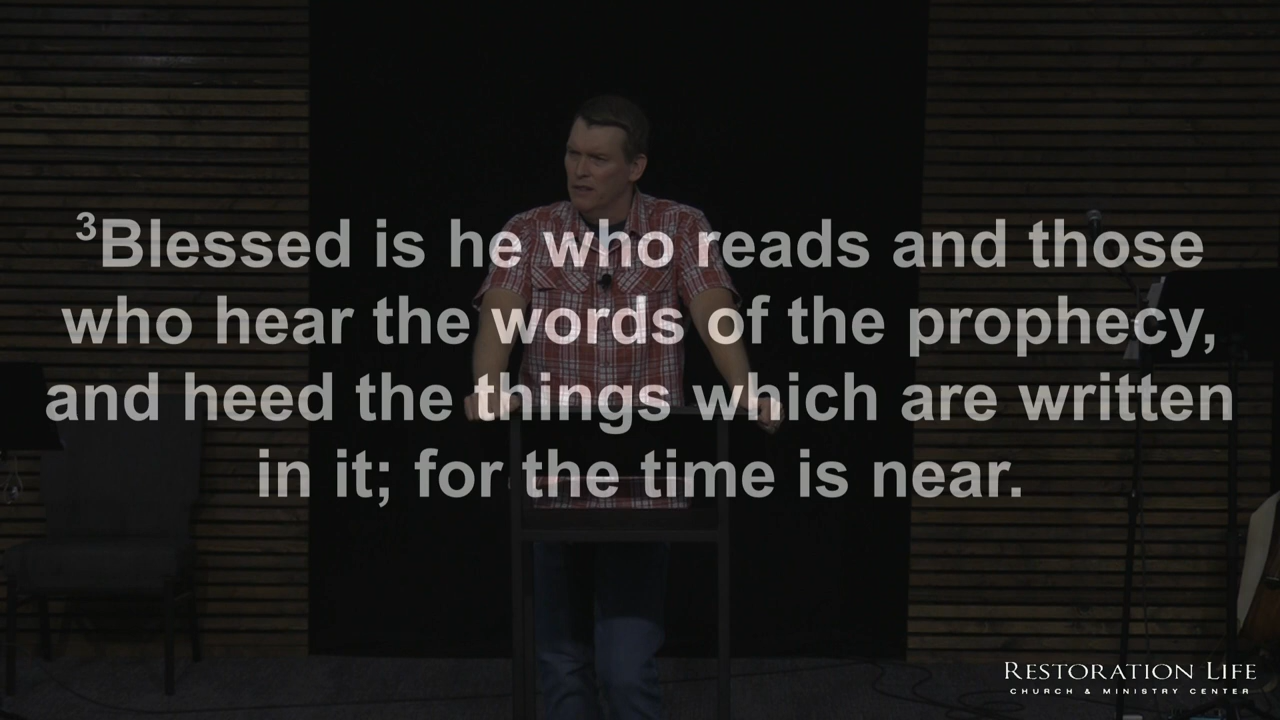 ³Blessed is he who reads and those
who hear the words of the prophecy,
and heed the things which are written
in it; for the time is near.
RESTORATION LIFE
CHURCH & MINISTRY CENTER